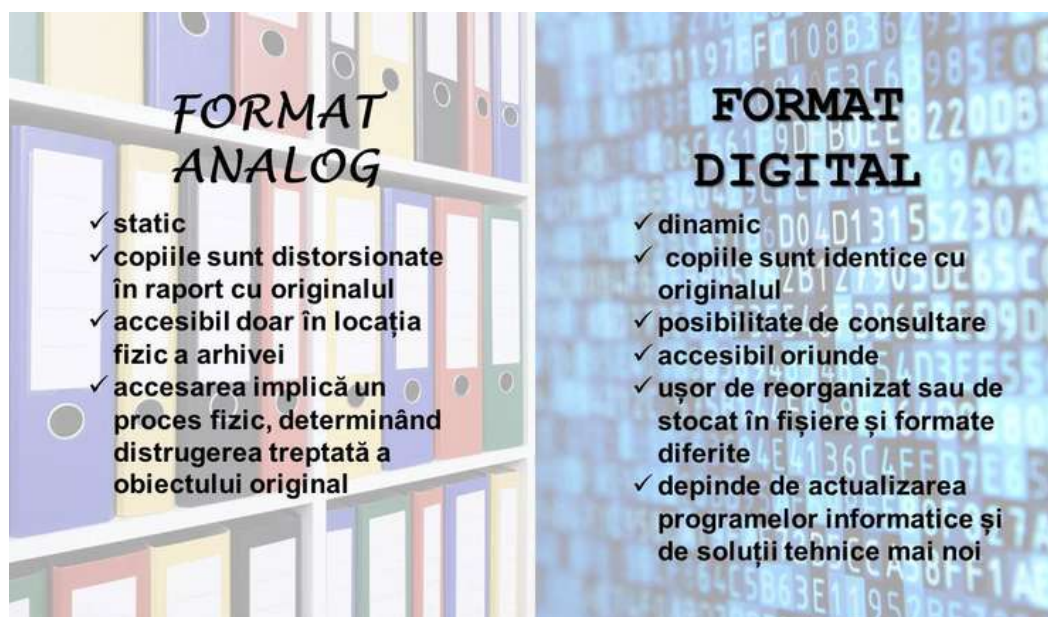 FORMAT
ANALOG
✓ static
✓ copiile sunt distorsionate
în raport cu originalul
✓ accesibil doar în locația
fizic a arhivei
✓ accesarea implică un
proces fizic, determinând
distrugerea treptată a
obiectului original
FORMAT
DIGITAL
✓ dinamic
✓ copiile sunt identice cu
originalul
✓ posibilitate de consultare
✓ accesibil oriunde
✓ ușor de reorganizat sau de
stocat în fișiere și formate
diferite
✓ depinde de actualizarea
programelor informatice și
de soluții tehnice mai noi